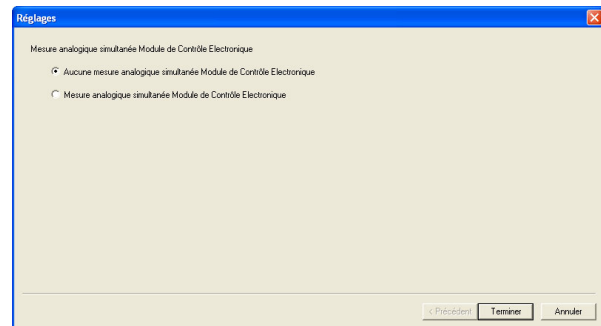 Réglages
Mesure analogique simultanée Module de Contrôle Electronique
Aucune mesure analogique simultanée Module de Contrôle Electronique
Mesure analogique simultanée Module de Contrôle Electronique
< Précédent Terminer Annuler